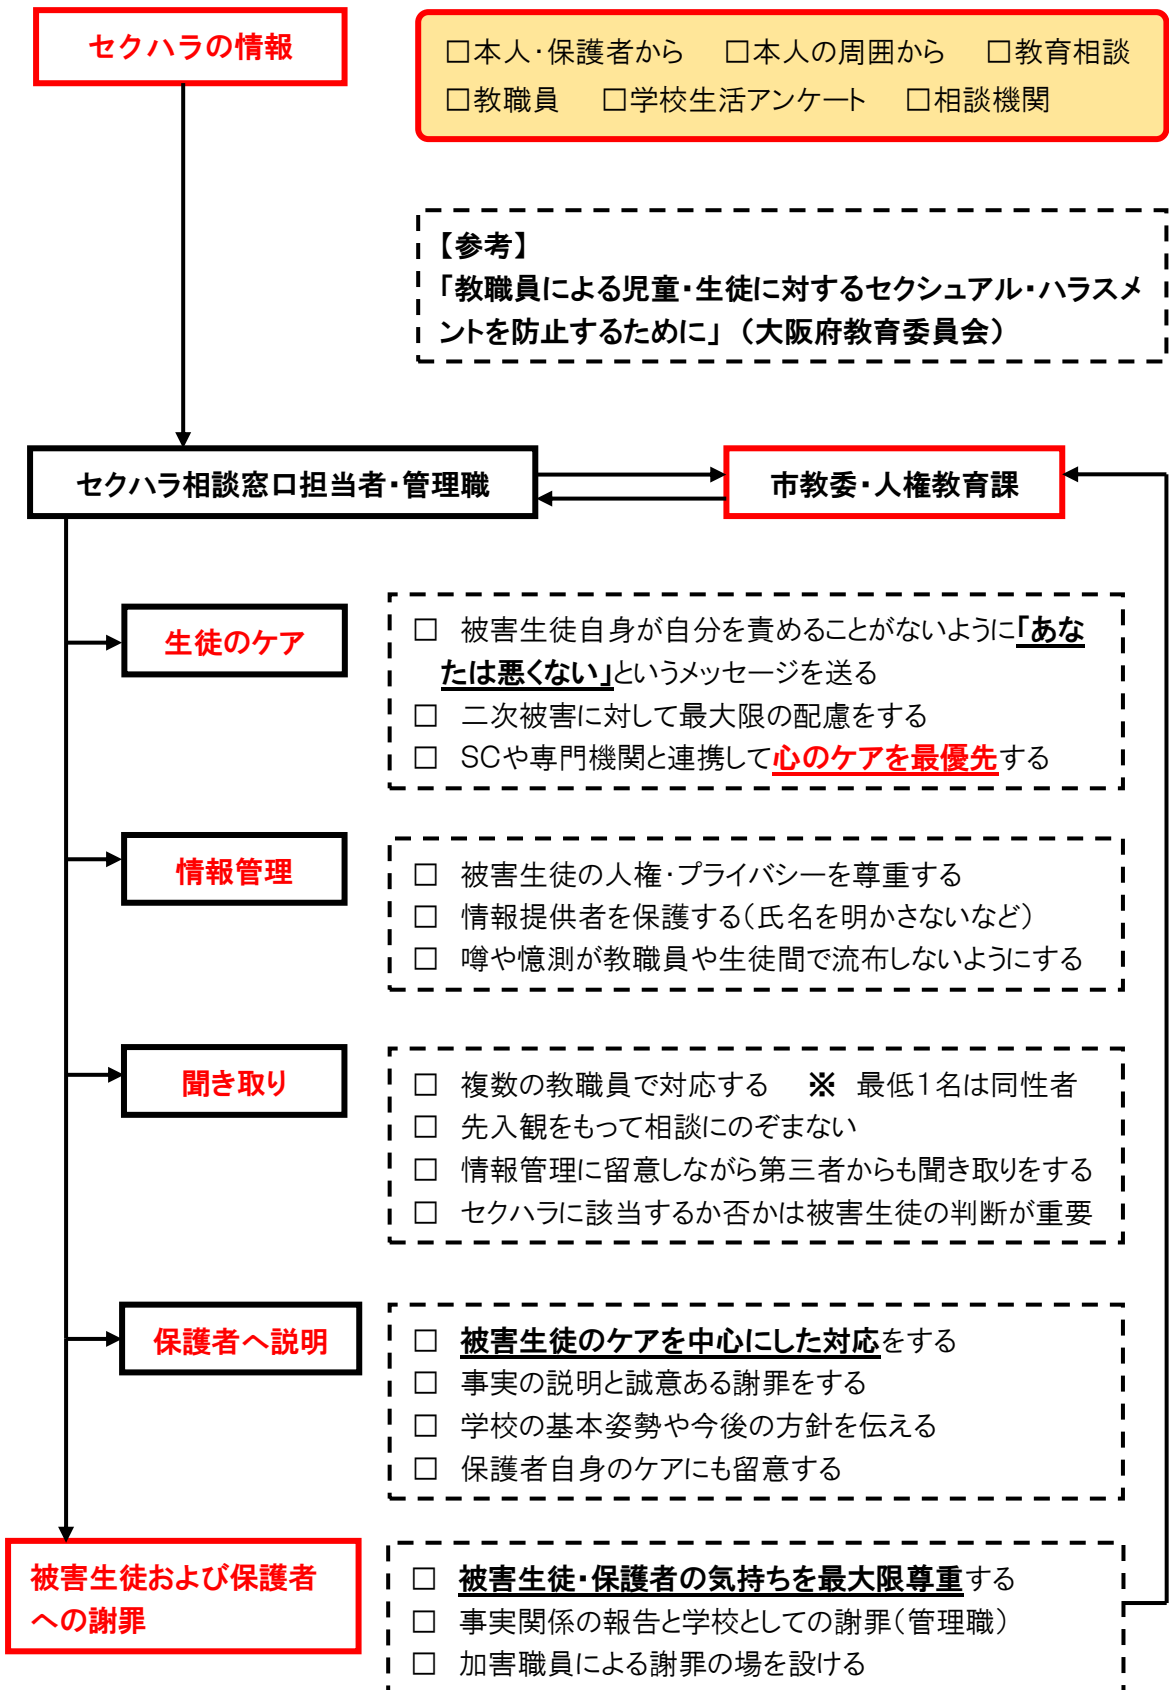 セクハラの情報
□本人・保護者から　□本人の周囲から　□教育相談
□教職員　□学校生活アンケート　□相談機関
【参考】
「教職員による児童・生徒に対するセクシュアル・ハラスメ
ントを防止するために」（大阪府教育委員会）
セクハラ相談窓口担当者・管理職
市教委・人権教育課
生徒のケア
□　被害生徒自身が自分を責めることがないように「あな
たは悪くない」というメッセージを送る
□　二次被害に対して最大限の配慮をする
□　SCや専門機関と連携して心のケアを最優先する
情報管理
□　被害生徒の人権・プライバシーを尊重する
□　情報提供者を保護する（氏名を明かさないなど）
□　噂や憶測が教職員や生徒間で流布しないようにする
聞き取り
□　複数の教職員で対応する　※　最低１名は同性者
□　先入観をもって相談にのぞまない
□　情報管理に留意しながら第三者からも聞き取りをする
□　セクハラに該当するか否かは被害生徒の判断が重要
保護者へ説明
□　被害生徒のケアを中心にした対応をする
□　事実の説明と誠意ある謝罪をする
□　学校の基本姿勢や今後の方針を伝える
□　保護者自身のケアにも留意する
被害生徒および保護者
への謝罪
□　被害生徒・保護者の気持ちを最大限尊重する
□　事実関係の報告と学校としての謝罪（管理職）
□　加害職員による謝罪の場を設ける